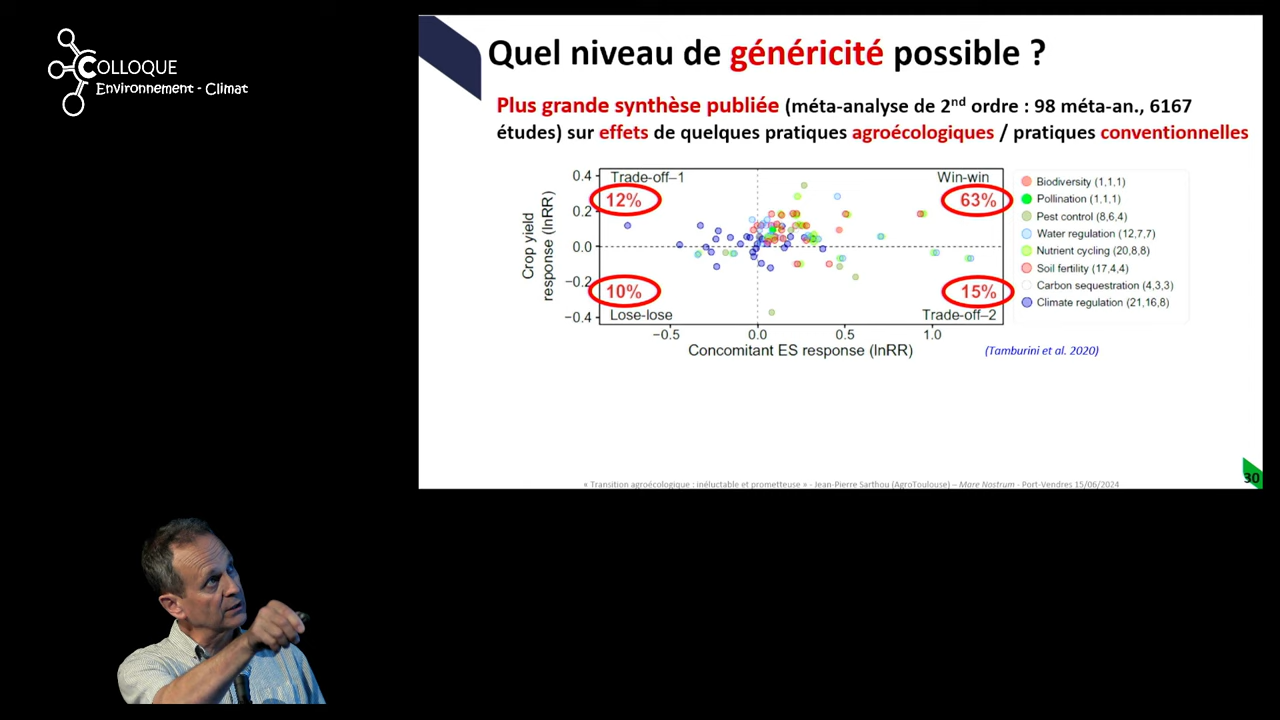 COLLOQUE
Environnement - Climat
Quel niveau de généricité possible ?
Plus grande synthèse publiée (méta-analyse de 2nd ordre : 98 méta-an., 6167
études) sur effets de quelques pratiques agroécologiques / pratiques conventionnelles
Crop yield
response (lnRR)
0.4
0.2
0.0
−0.2
−0.4
Trade-off−1
12%
Win-win
63%
10%
Lose-lose
15%
Trade-off−2
−0.5
0.0
0.5
1.0
Concomitant ES response (lnRR)
Biodiversity (1,1,1)
Pollination (1,1,1)
Pest control (8,6,4)
Water regulation (12,7,7)
Nutrient cycling (20,8,8)
Soil fertility (17,4,4)
Carbon sequestration (4,3,3)
Climate regulation (21,16,8)
(Tamburini et al. 2020)
« Transition agroécologique : inéluctable et prometteuse » - Jean-Pierre Sarthou (AgroToulouse) – Mare Nostrum - Port-Vendres 15/06/2024
30